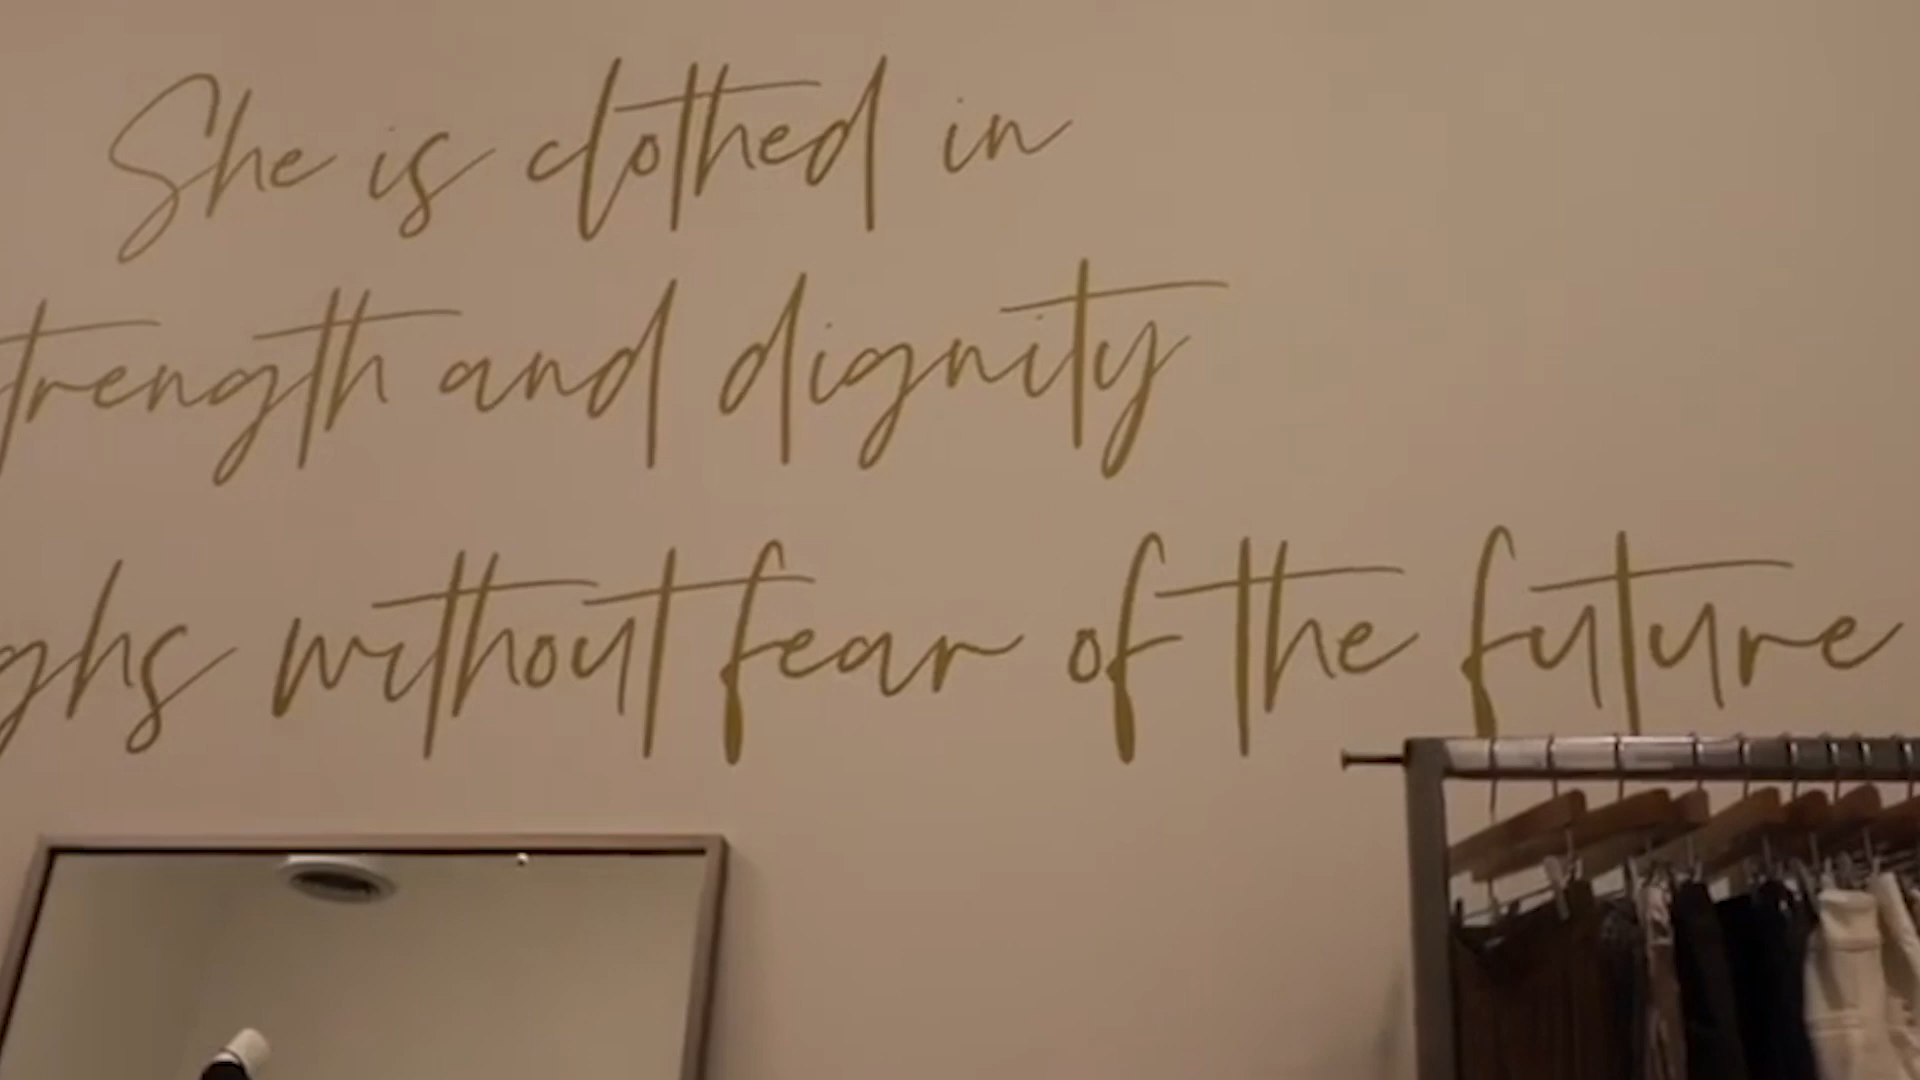 She is clothed in
trength and dignity
ghs without fear of the future